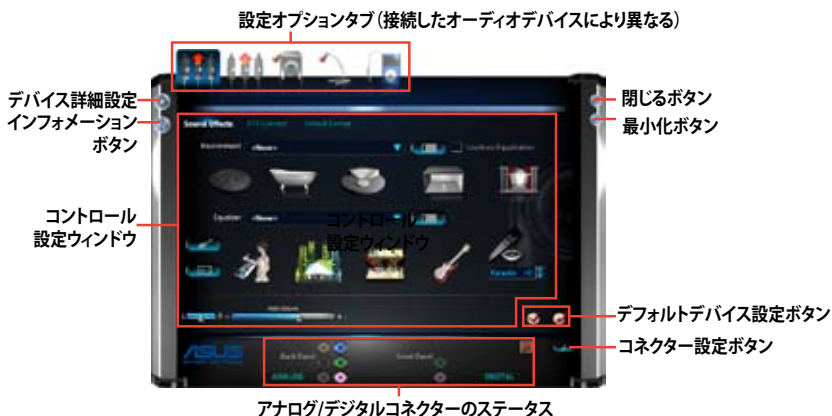 設定オプションタブ（接続したオーディオデバイスにより異なる）
デバイス詳細設定
インフォメーション
ボタン
閉じるボタン
最小化ボタン
Sound Effects
Environment <None>
コントロール
設定ウィンドウ
Equalizer <None>
コントロール
設定ウィンドウ
Karaoke
デフォルトデバイス設定ボタン
コネクター設定ボタン
ASUS
Back Panel
Front Panel
ANALOG
DIGITAL
アナログ/デジタルコネクターのステータス